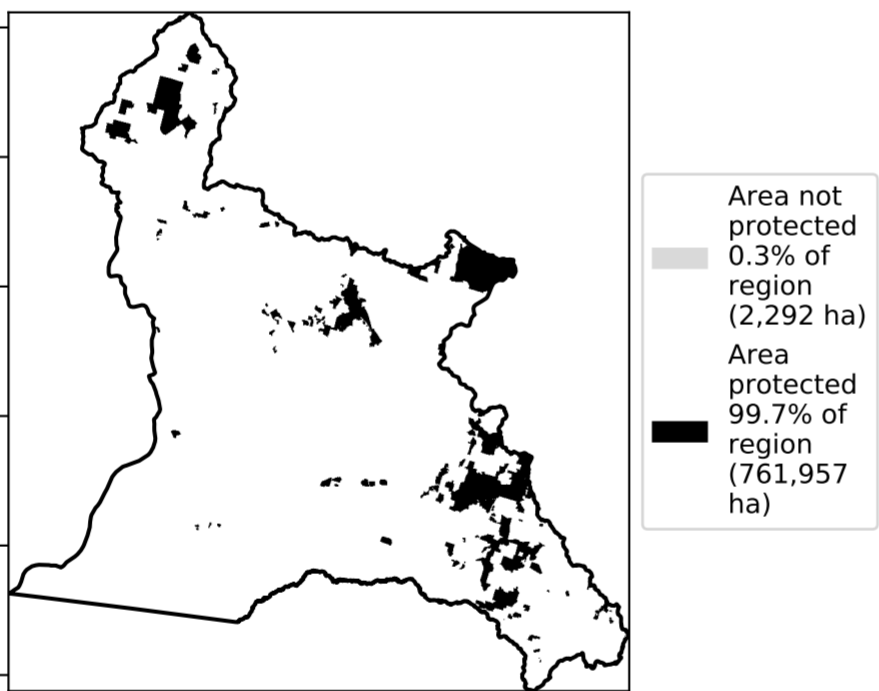 Area not
protected
0.3% of
region
(2,292 ha)
Area
protected
99.7% of
region
(761,957
ha)